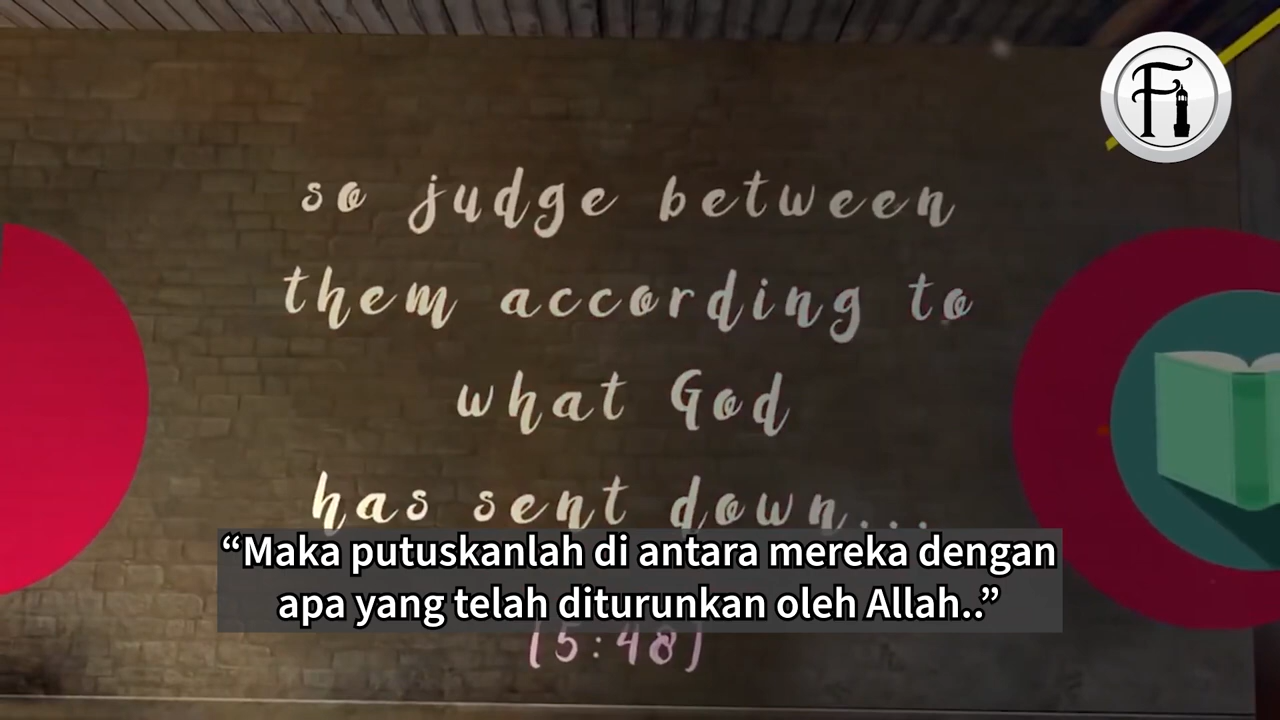 Fi
so judge between
them according to
what God
has sent down...
“Maka putuskanlah di antara mereka dengan
apa yang telah diturunkan oleh Allah..”
[5:48]